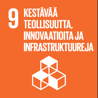 9 KESTÄVÄÄ
TEOLLISUUTTA,
INNOVAATIOITA JA
INFRASTRUKTUUREJA